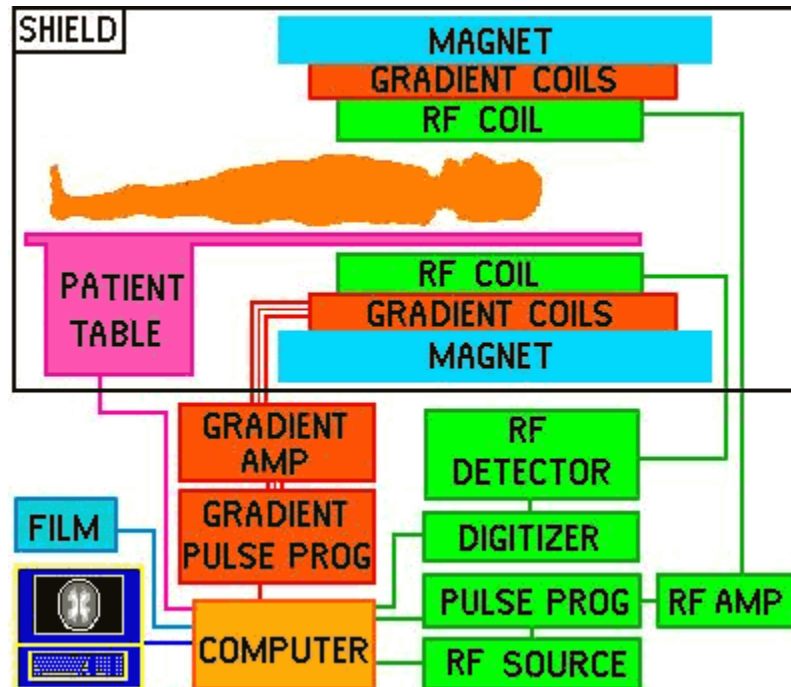 SHIELD
MAGNET
GRADIENT COILS
RF COIL
RF COIL
GRADIENT COILS
MAGNET
PATIENT
TABLE
GRADIENT
AMP
RF
DETECTOR
GRADIENT
PULSE PROG
FILM
DIGITIZER
PULSE PROG
RF AMP
COMPUTER
RF SOURCE